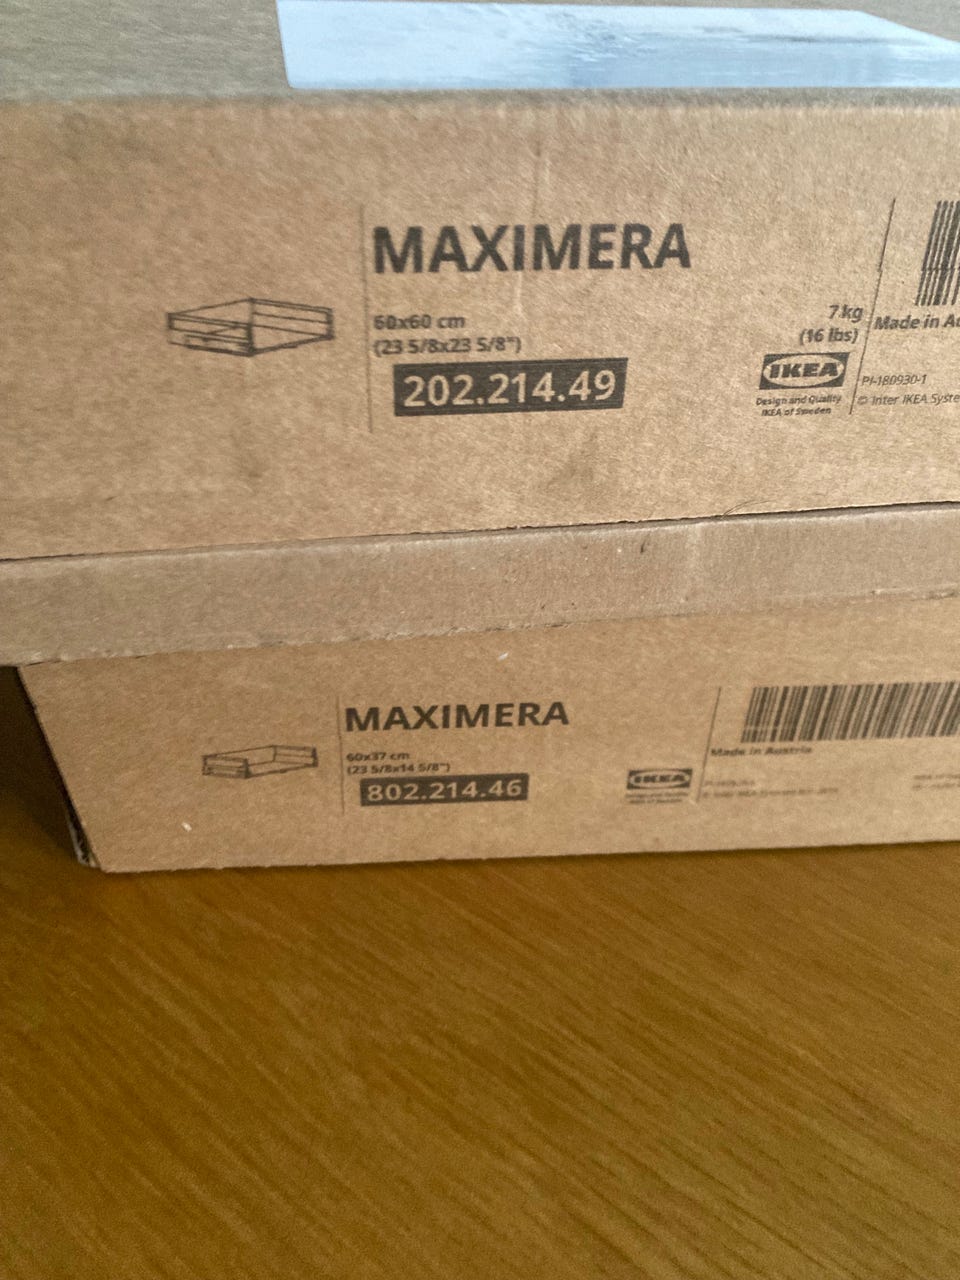 MAXIMERA
60x60 cm
(23 5/8x23 5/8")
202.214.49
7 kg
(16 lbs)
IKEA
Design and Quality
IKEA of Sweden
Made in
PI-180930-1
© Inter IKEA
MAXIMERA
60x37 cm
(23 5/8x14 5/8")
802.214.46
IKEA
Made in Austria